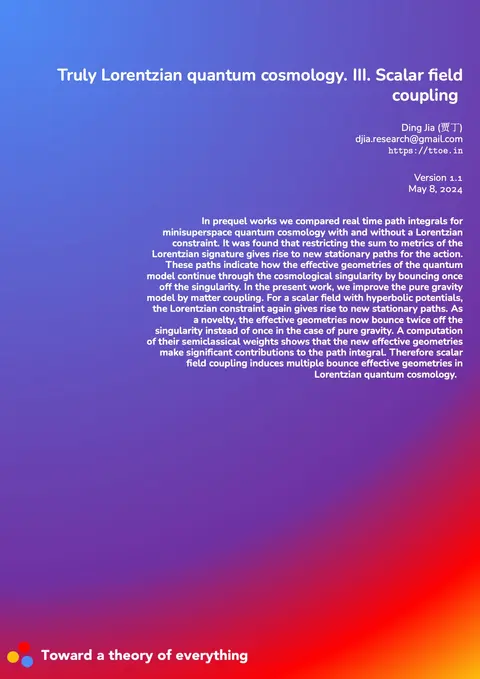 Truly Lorentzian quantum cosmology. III. Scalar field
coupling
Ding Jia (贾丁)
djia.research@gmail.com
https://ttoe.in
Version 1.1
May 8, 2024
In prequel works we compared real time path integrals for
minisuperspace quantum cosmology with and without a Lorentzian
constraint. It was found that restricting the sum to metrics of the
Lorentzian signature gives rise to new stationary paths for the action.
These paths indicate how the effective geometries of the quantum
model continue through the cosmological singularity by bouncing once
off the singularity. In the present work, we improve the pure gravity
model by matter coupling. For a scalar field with hyperbolic potentials,
the Lorentzian constraint again gives rise to new stationary paths. As
a novelty, the effective geometries now bounce twice off the
singularity instead of once in the case of pure gravity. A computation
of their semiclassical weights shows that the new effective geometries
make significant contributions to the path integral. Therefore scalar
field coupling induces multiple bounce effective geometries in
Lorentzian quantum cosmology.
Toward a theory of everything